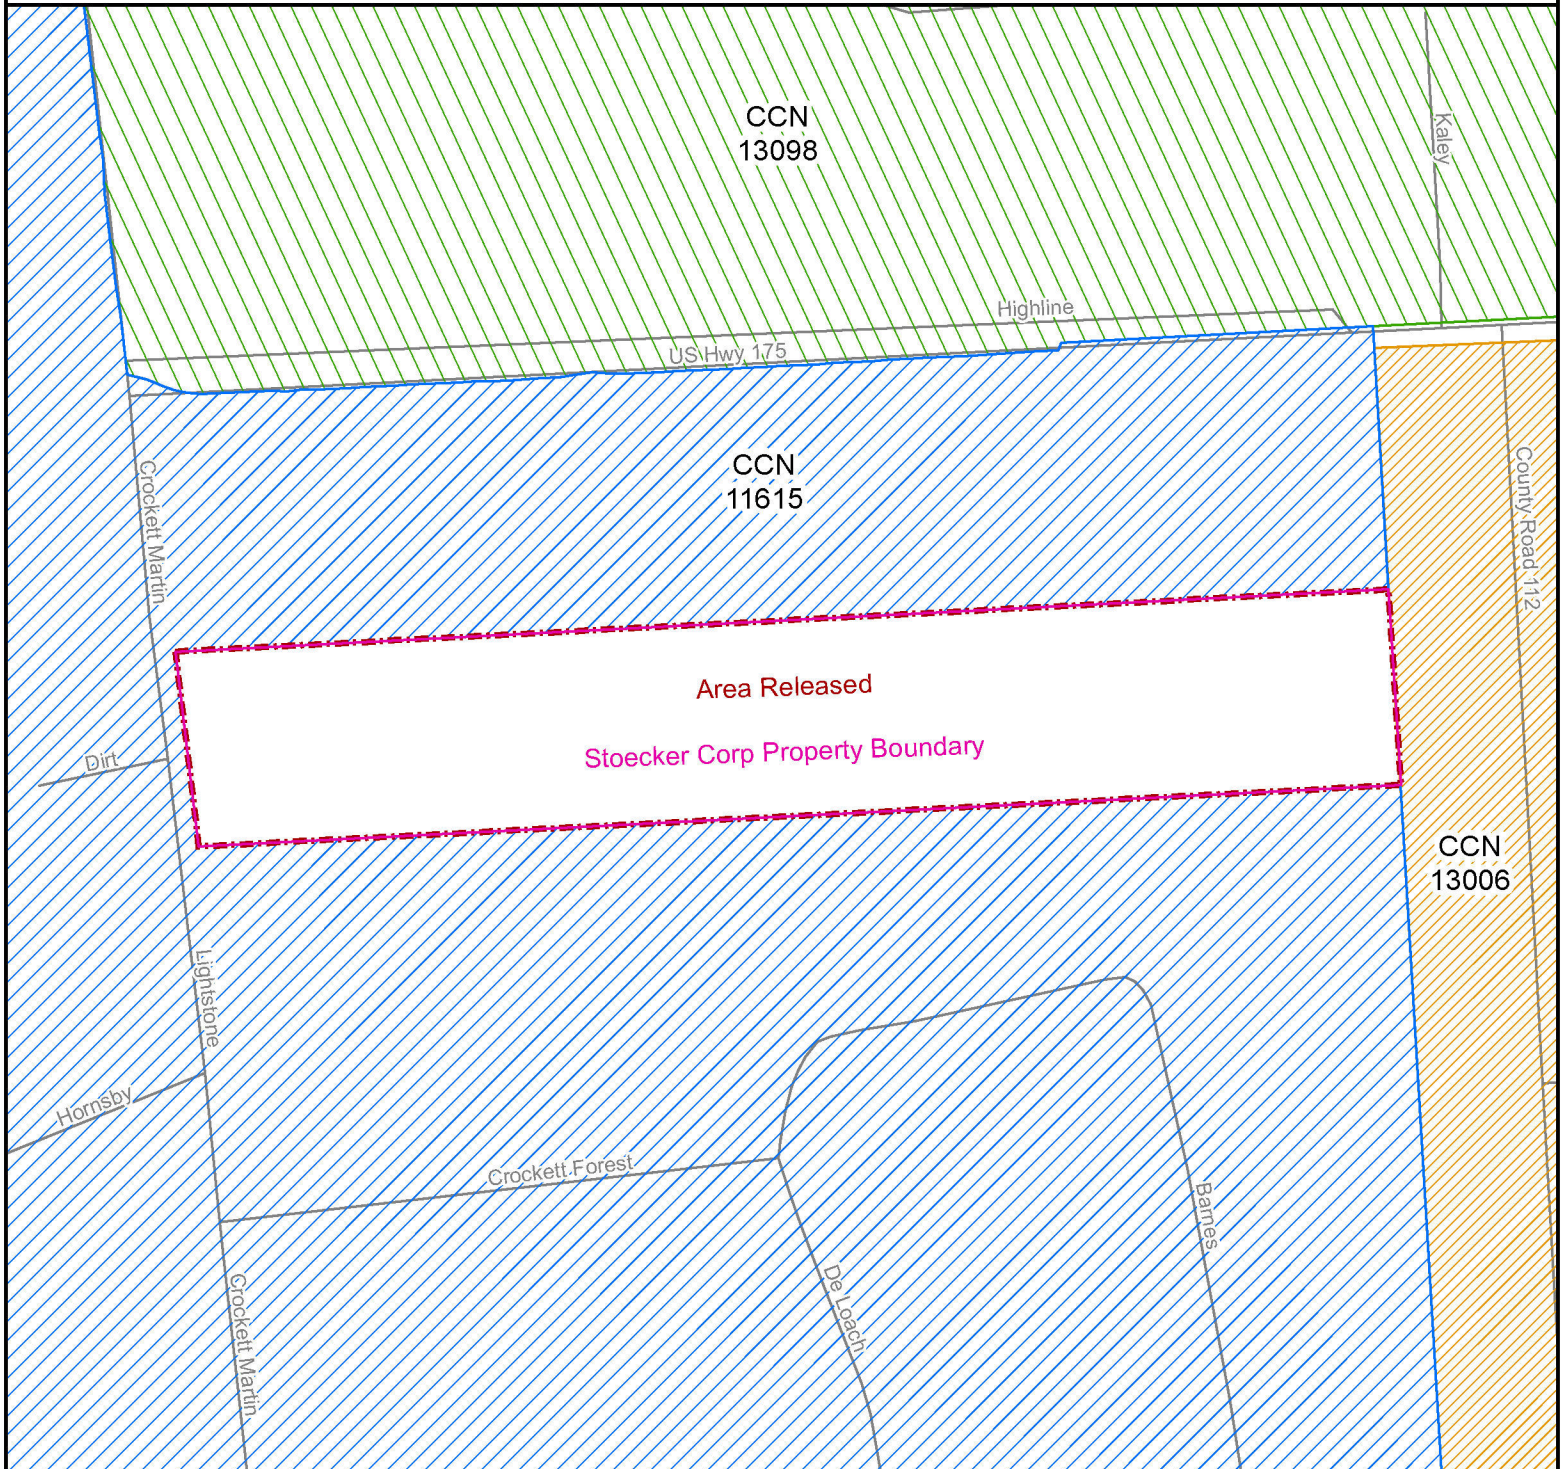 CCN
13098
Kaley
Highline
US Hwy 175
CCN
11615
Crockett Martin
County Road 112
Area Released
Stoecker Corp Property Boundary
Dirt
CCN
13006
Lightstone
Hornsby
Crockett Forest
Barnes
De Loach
Crockett Martin